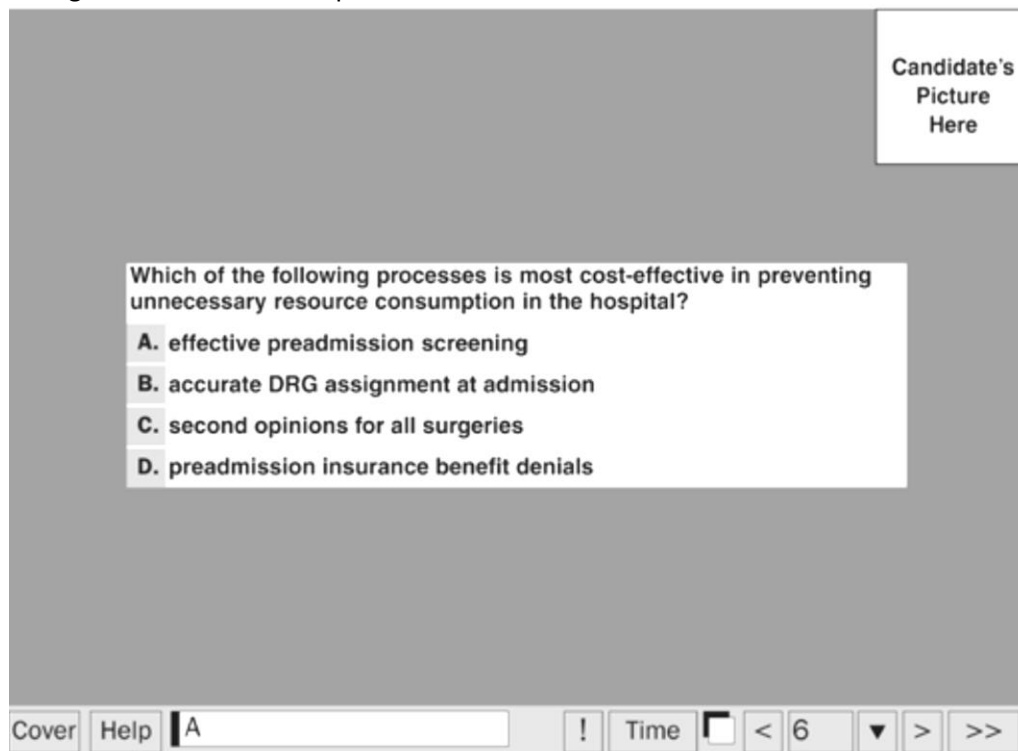 Candidate's
Picture
Here
Which of the following processes is most cost-effective in preventing
unnecessary resource consumption in the hospital?
A. effective preadmission screening
B. accurate DRG assignment at admission
C. second opinions for all surgeries
D. preadmission insurance benefit denials
Cover Help A ! Time < 6 ▼ > >>